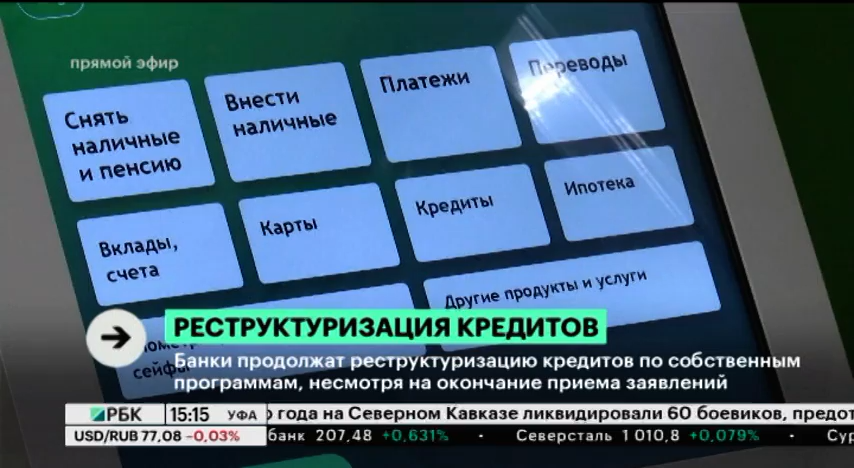 прямой эфир
Снять
наличные
и пенсию
Внести
наличные
Платежи
Переводы
Вклады,
счета
Карты
Кредиты
Ипотека
Другие продукты и услуги
сейфы
РЕСТРУКТУРИЗАЦИЯ КРЕДИТОВ
Банки продолжат реструктуризацию кредитов по собственным
программам, несмотря на окончание приема заявлений
РБК 15:15 УФА о года на Северном Кавказе ликвидировали 60 боевиков, предот
USD/RUB 77,08 -0,03% банк 207,48 +0,631% · Северсталь 1 010,8 +0,079% · Сур